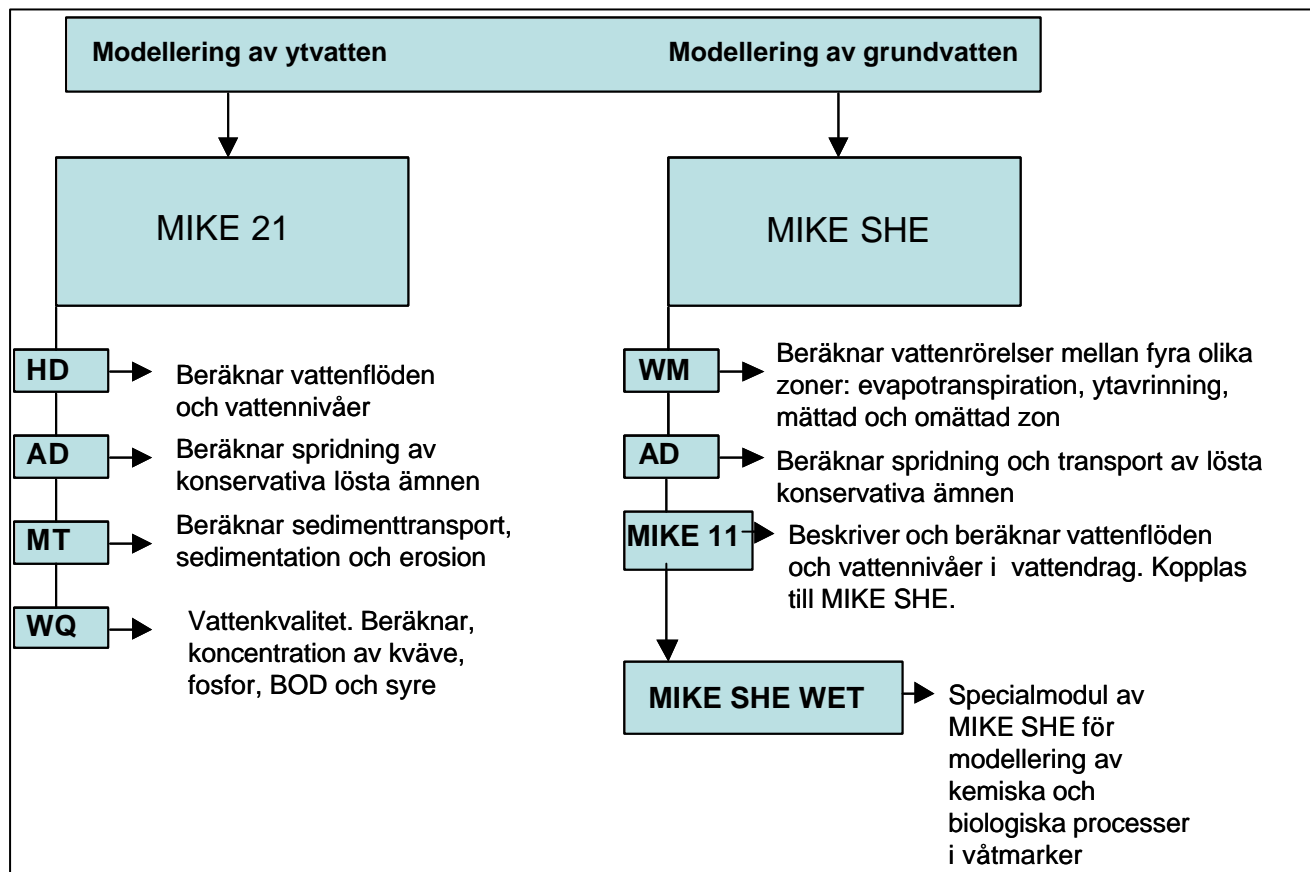 Modellering av ytvatten
Modellering av grundvatten
MIKE 21
HD
Beräknar vattenflöden
och vattennivåer
AD
Beräknar spridning av
konservativa lösta ämnen
MT
Beräknar sedimenttransport,
sedimentation och erosion
WQ
Vattenkvalitet. Beräknar,
koncentration av kväve,
fosfor, BOD och syre
MIKE SHE
WM
Beräknar vattenrörelser mellan fyra olika
zoner: evapotranspiration, ytavrinning,
mättad och omättad zon
AD
Beräknar spridning och transport av lösta
konservativa ämnen
MIKE 11
Beskriver och beräknar vattenflöden
och vattennivåer i vattendrag. Kopplas
till MIKE SHE.
MIKE SHE WET
Specialmodul av
MIKE SHE för
modellering av
kemiska och
biologiska processer
i våtmarker